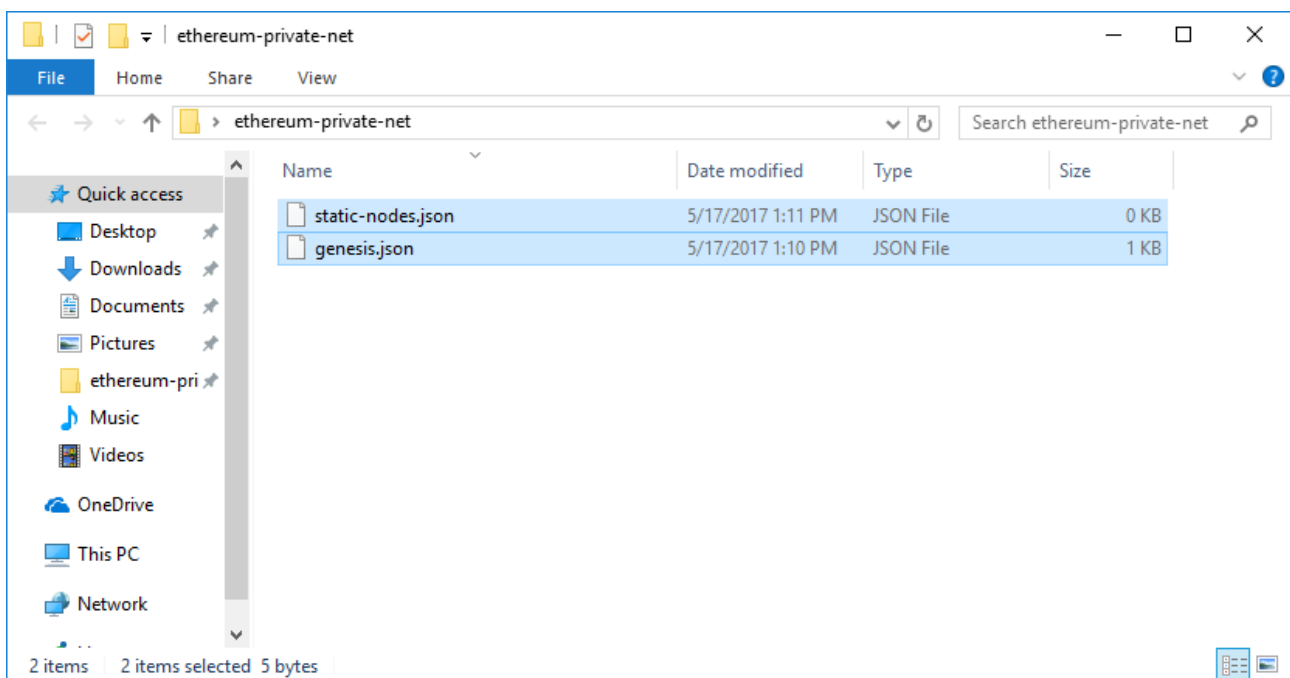 ethereum-private-net
File Home Share View
ethereum-private-net Search ethereum-private-net
Name Date modified Type Size
Quick access
static-nodes.json 5/17/2017 1:11 PM JSON File 0 KB
Desktop
genesis.json 5/17/2017 1:10 PM JSON File 1 KB
Downloads
Documents
Pictures
ethereum-pri
Music
Videos
OneDrive
This PC
Network
2 items 2 items selected 5 bytes